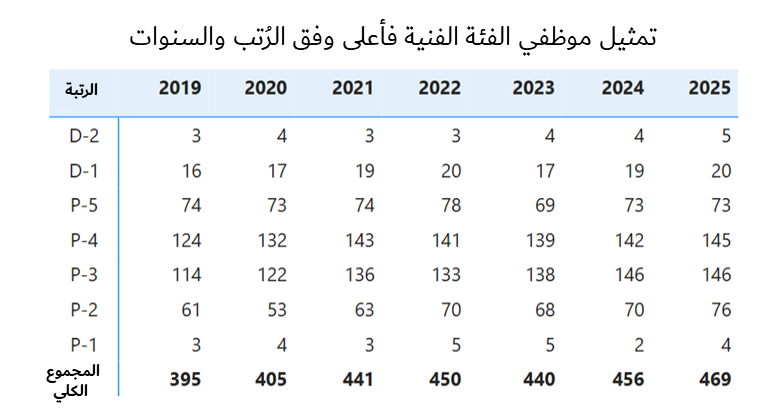 تمثيل موظفي الفئة الفنية فأعلى وفق الرُتب والسنوات
الرتبة 2019 2020 2021 2022 2023 2024 2025
D-2 3 4 3 3 4 4 5
D-1 16 17 19 20 17 19 20
P-5 74 73 74 78 69 73 73
P-4 124 132 143 141 139 142 145
P-3 114 122 136 133 138 146 146
P-2 61 53 63 70 68 70 76
P-1 3 4 3 5 5 2 4
المجموع الكلي 395 405 441 450 440 456 469